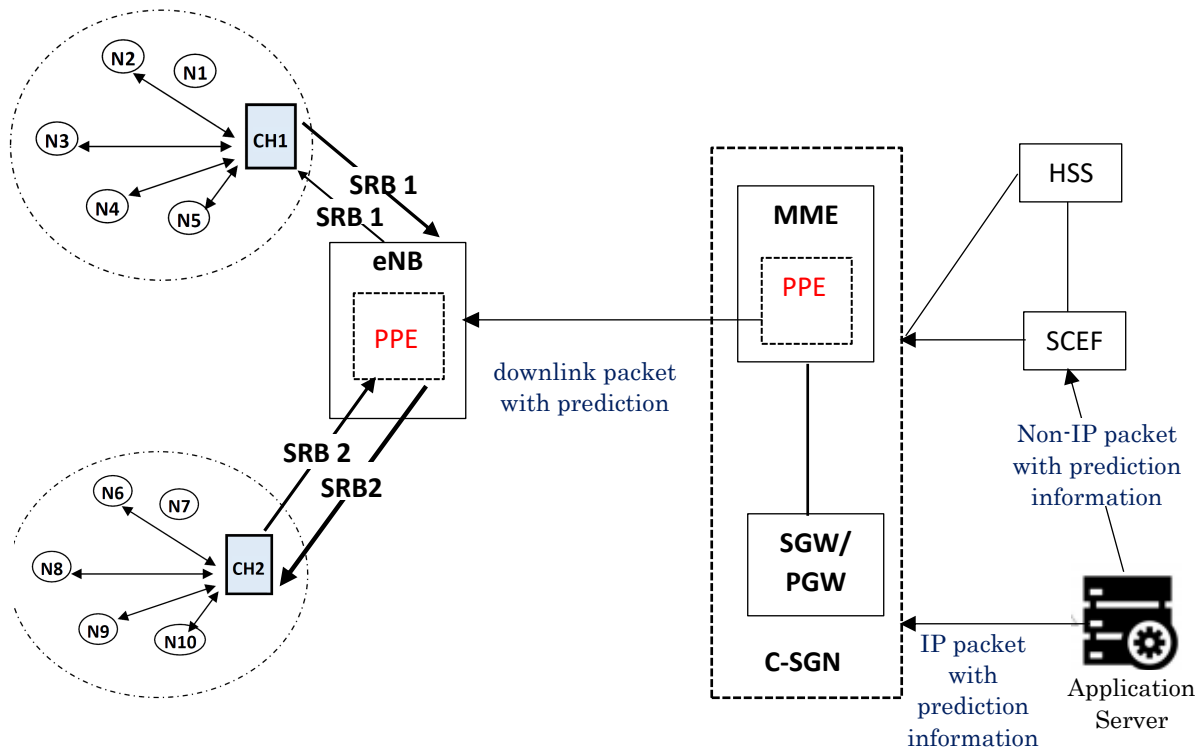 N2
N1
N3
CH1
N4
N5
SRB 1
SRB 1
eNB
PPE
SRB 2
SRB2
N6
N7
N8
CH2
N9
N10
downlink packet
with prediction
MME
PPE
SGW/
PGW
C-SGN
HSS
SCEF
Non-IP packet
with prediction
information
IP packet
with
prediction
information
Application
Server